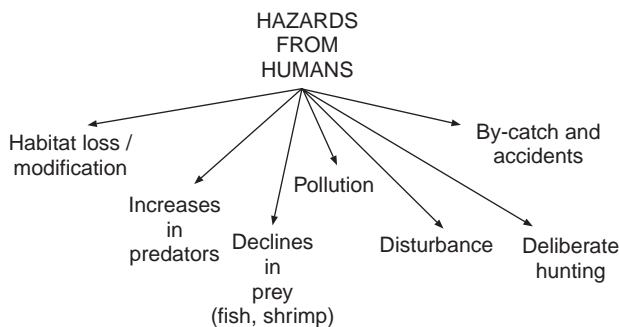 HAZARDS
FROM
HUMANS
Habitat loss /
modification
Increases
in
predators
Declines
in
prey
(fish, shrimp)
Pollution
Disturbance
Deliberate
hunting
By-catch and
accidents